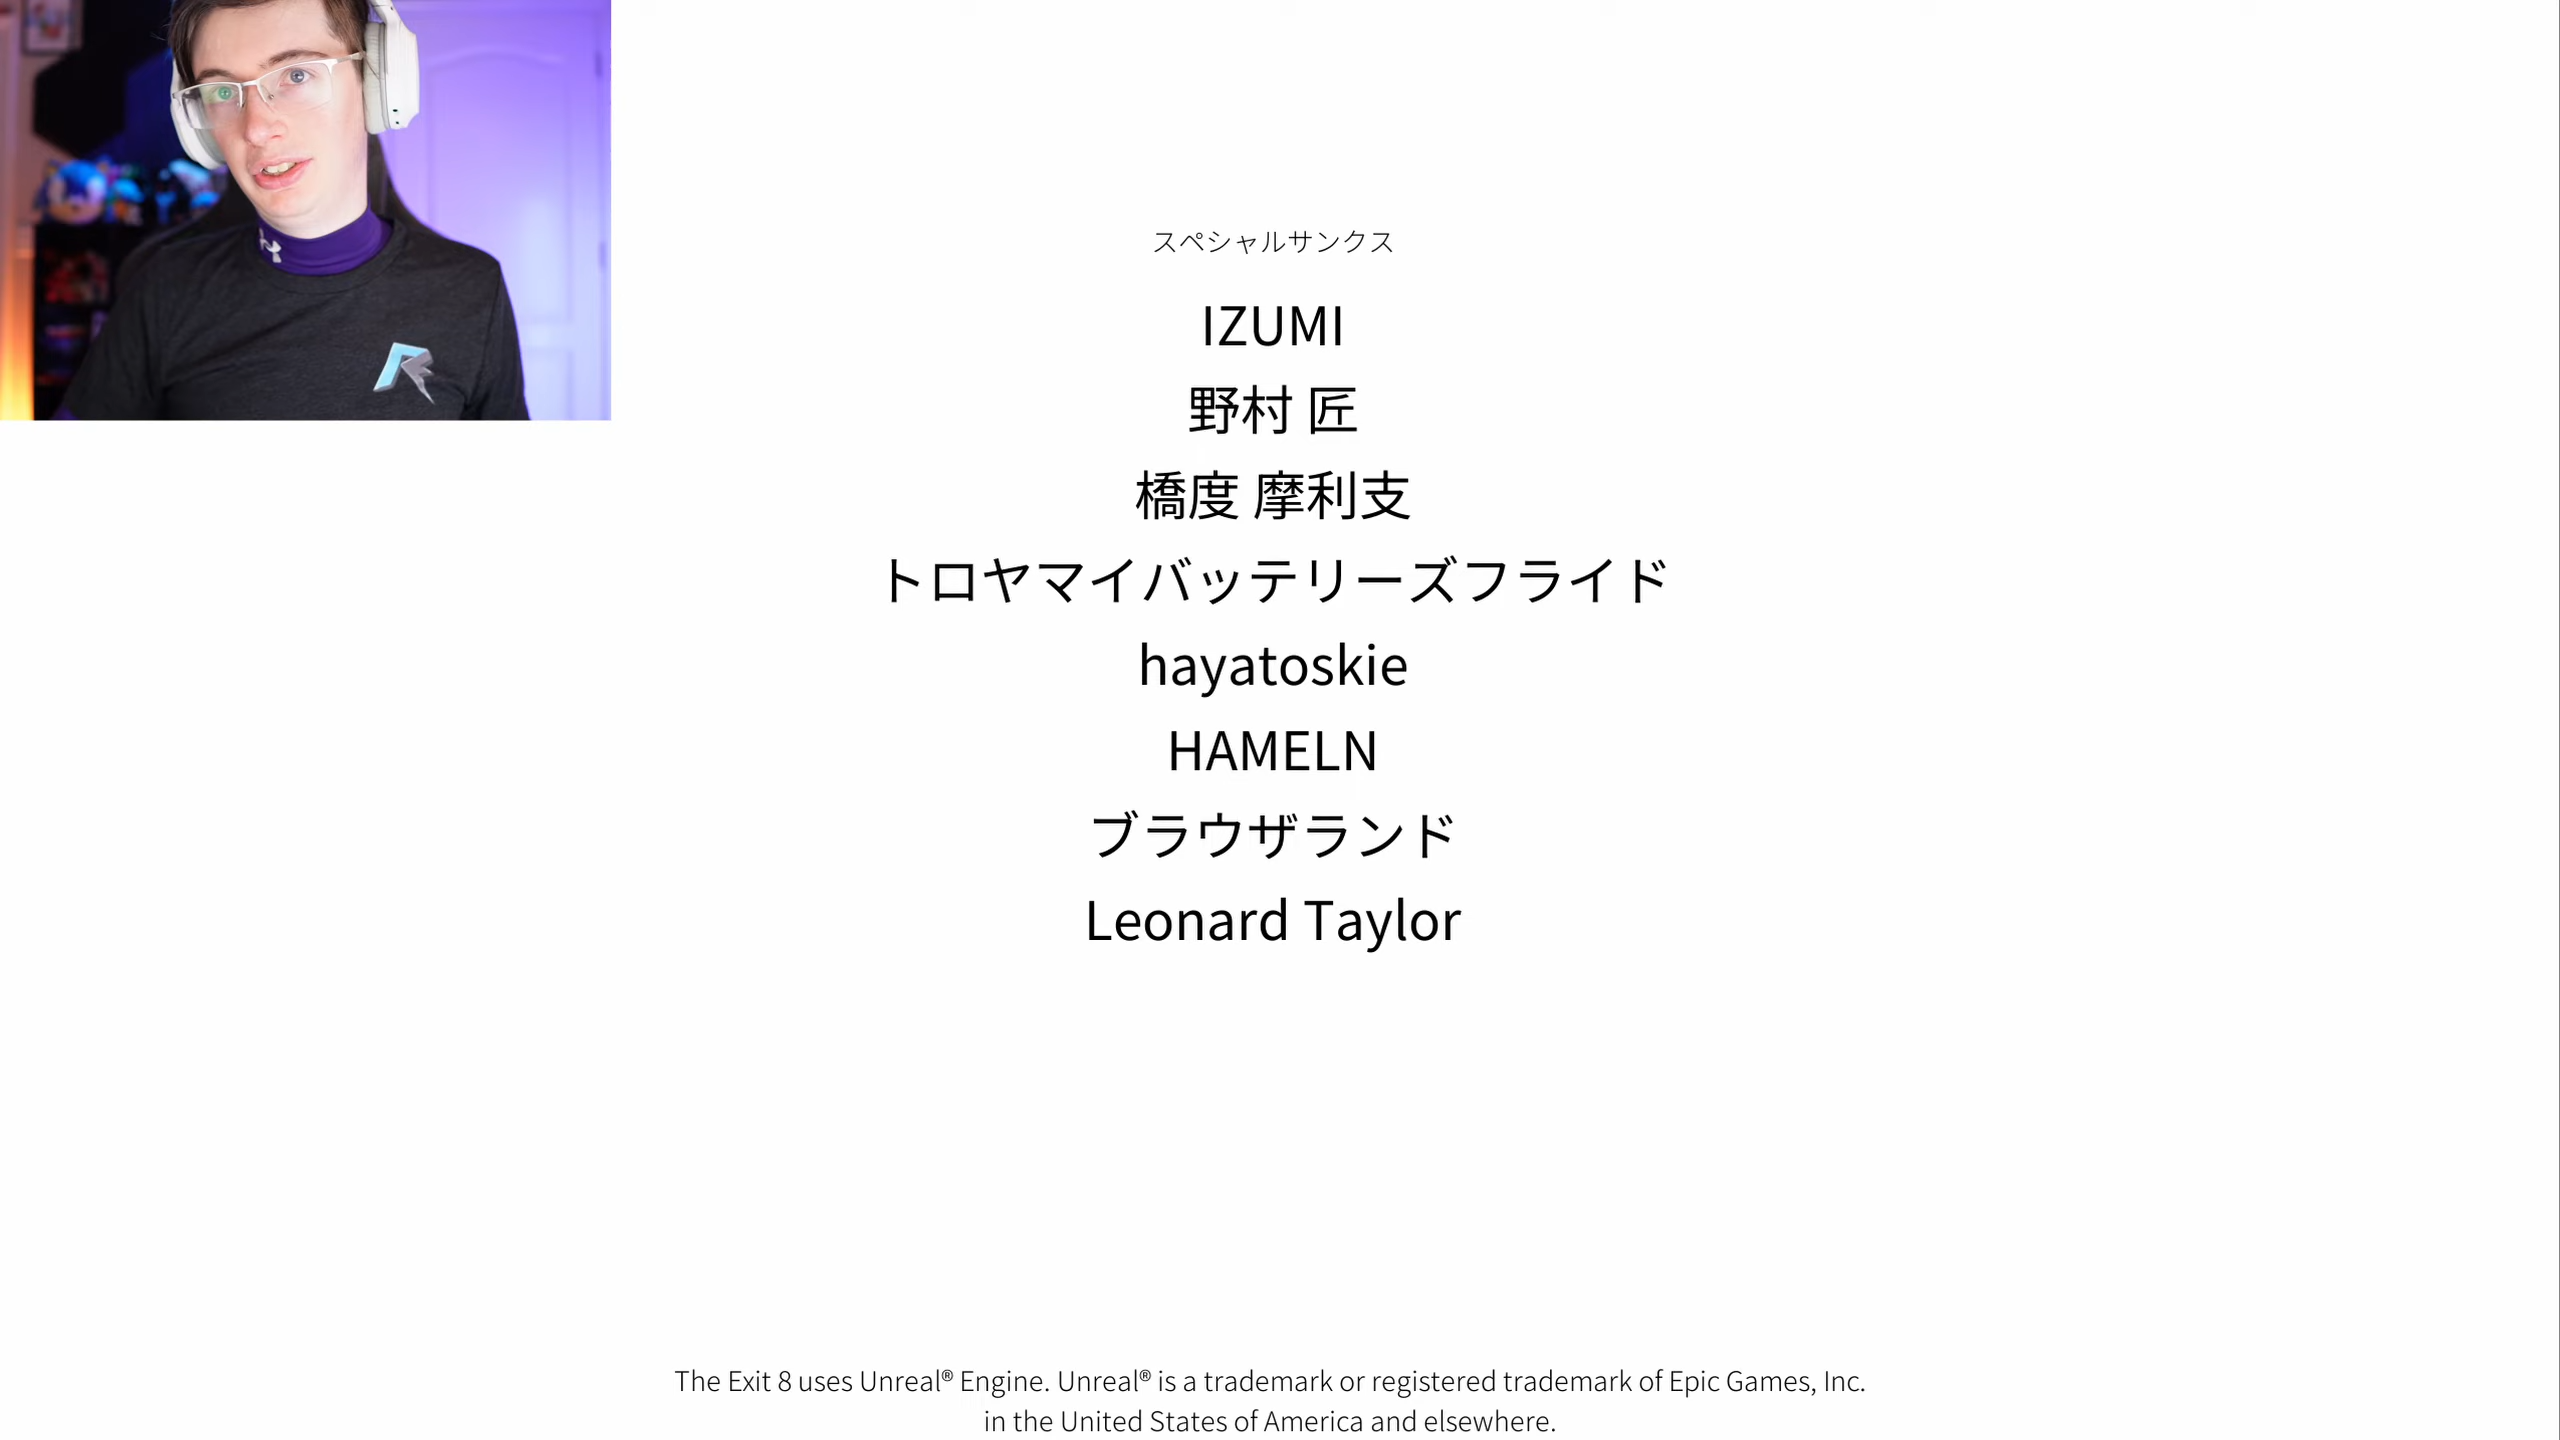 スペシャルサンクス
IZUMI
野村 匠
橋度 摩利支
トロヤマイバッテリーズフライド
hayatoskie
HAMELN
ブラウザランド
Leonard Taylor
The Exit 8 uses Unreal® Engine. Unreal® is a trademark or registered trademark of Epic Games, Inc.
in the United States of America and elsewhere.